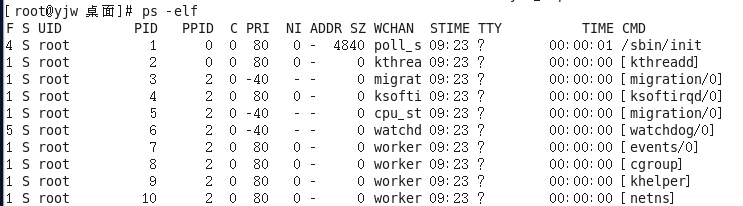 [root@yjw 桌面]# ps -elf
F S UID        PID  PPID  C PRI  NI ADDR SZ WCHAN  STIME TTY          TIME CMD
4 S root         1     0  0  80   0 -  4840 poll_s 09:23 ?        00:00:01 /sbin/init
1 S root         2     0  0  80   0 -     0 kthrea 09:23 ?        00:00:00 [kthreadd]
1 S root         3     2  0 -40   - -     0 migrat 09:23 ?        00:00:00 [migration/0]
1 S root         4     2  0  80   0 -     0 ksofti 09:23 ?        00:00:00 [ksoftirqd/0]
1 S root         5     2  0 -40   - -     0 cpu_st 09:23 ?        00:00:00 [migration/0]
5 S root         6     2  0 -40   - -     0 watchd 09:23 ?        00:00:00 [watchdog/0]
1 S root         7     2  0  80   0 -     0 worker 09:23 ?        00:00:00 [events/0]
1 S root         8     2  0  80   0 -     0 worker 09:23 ?        00:00:00 [cgroup]
1 S root         9     2  0  80   0 -     0 worker 09:23 ?        00:00:00 [khelper]
1 S root        10     2  0  80   0 -     0 worker 09:23 ?        00:00:00 [netns]